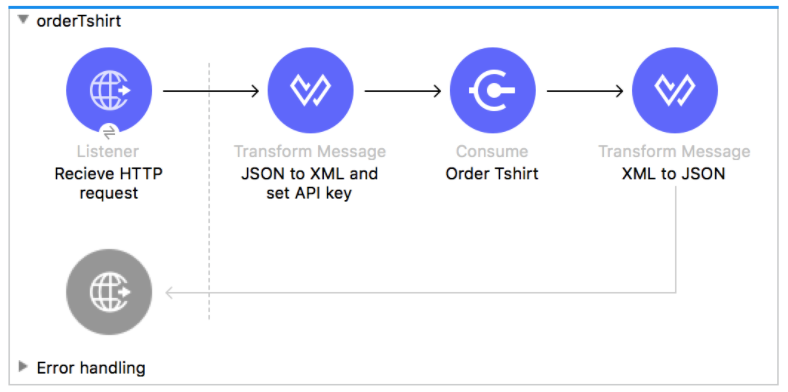 orderTshirt
Listener
Recieve HTTP
request
Transform Message
JSON to XML and
set API key
Consume
Order Tshirt
Transform Message
XML to JSON
Error handling